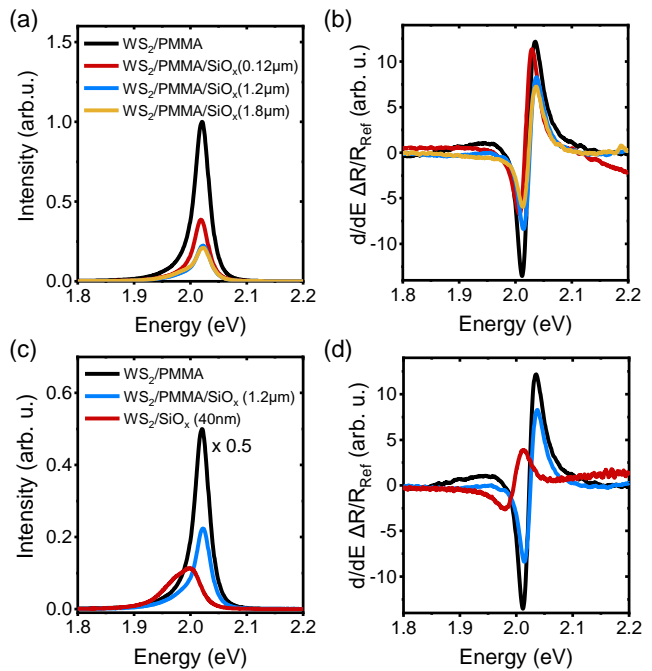 (a)
1.5
1.0
0.5
0.0
Intensity (arb.u.)
WS₂/PMMA
WS₂/PMMA/SiOₓ(0.12μm)
WS₂/PMMA/SiOₓ(1.2μm)
WS₂/PMMA/SiOₓ(1.8μm)
1.8 1.9 2.0 2.1 2.2
Energy (eV)
(b)
10
5
0
-5
-10
d/dE ΔR/R_Ref (arb. u.)
1.8 1.9 2.0 2.1 2.2
Energy (eV)
(c)
0.6
0.4
0.2
0.0
Intensity (arb. u.)
WS₂/PMMA
WS₂/PMMA/SiOₓ (1.2μm)
WS₂/SiOₓ (40nm)
x 0.5
1.8 1.9 2.0 2.1 2.2
Energy (eV)
(d)
10
5
0
-5
-10
d/dE ΔR/R_Ref (arb. u.)
1.8 1.9 2.0 2.1 2.2
Energy (eV)